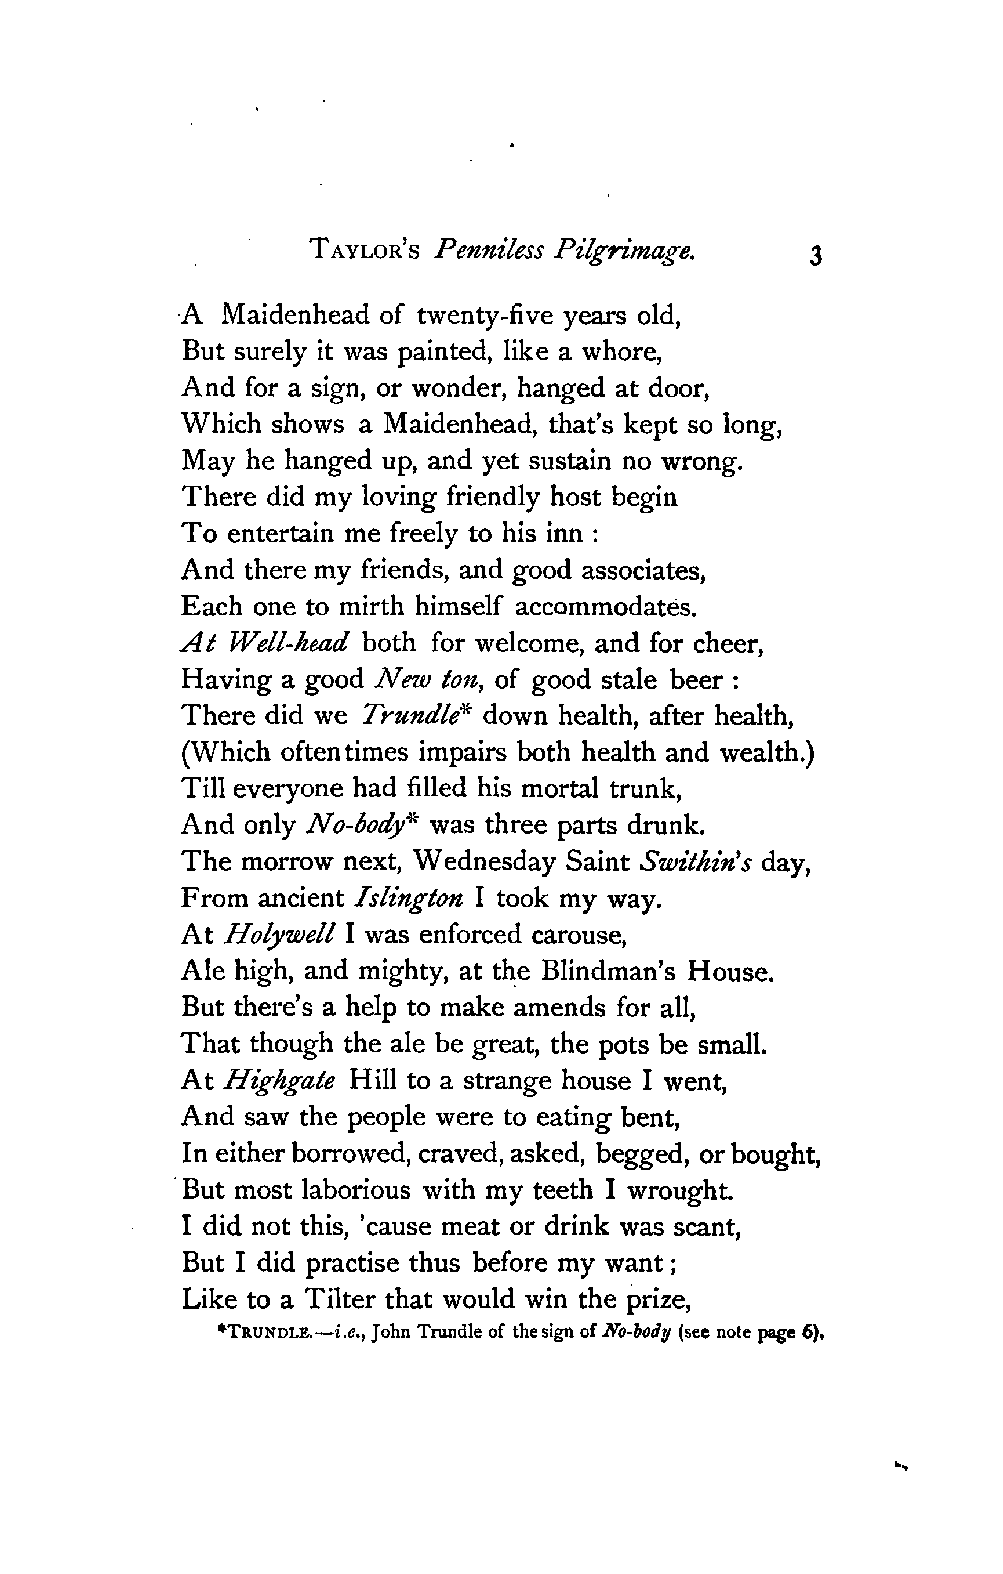 TAYLOR'S Penniless Pilgrimage. 3
A Maidenhead of twenty-five years old,
But surely it was painted, like a whore,
And for a sign, or wonder, hanged at door,
Which shows a Maidenhead, that's kept so long,
May he hanged up, and yet sustain no wrong.
There did my loving friendly host begin
To entertain me freely to his inn :
And there my friends, and good associates,
Each one to mirth himself accommodates.
At Well-head both for welcome, and for cheer,
Having a good New ton, of good stale beer :
There did we Trundle* down health, after health,
(Which oftentimes impairs both health and wealth.)
Till everyone had filled his mortal trunk,
And only No-body* was three parts drunk.
The morrow next, Wednesday Saint Swithin's day,
From ancient Islington I took my way.
At Holywell I was enforced carouse,
Ale high, and mighty, at the Blindman's House.
But there's a help to make amends for all,
That though the ale be great, the pots be small.
At Highgate Hill to a strange house I went,
And saw the people were to eating bent,
In either borrowed, craved, asked, begged, or bought,
But most laborious with my teeth I wrought.
I did not this, 'cause meat or drink was scant,
But I did practise thus before my want ;
Like to a Tilter that would win the prize,
*TRUNDLE.—i.e., John Trundle of the sign of No-body (see note page 6).